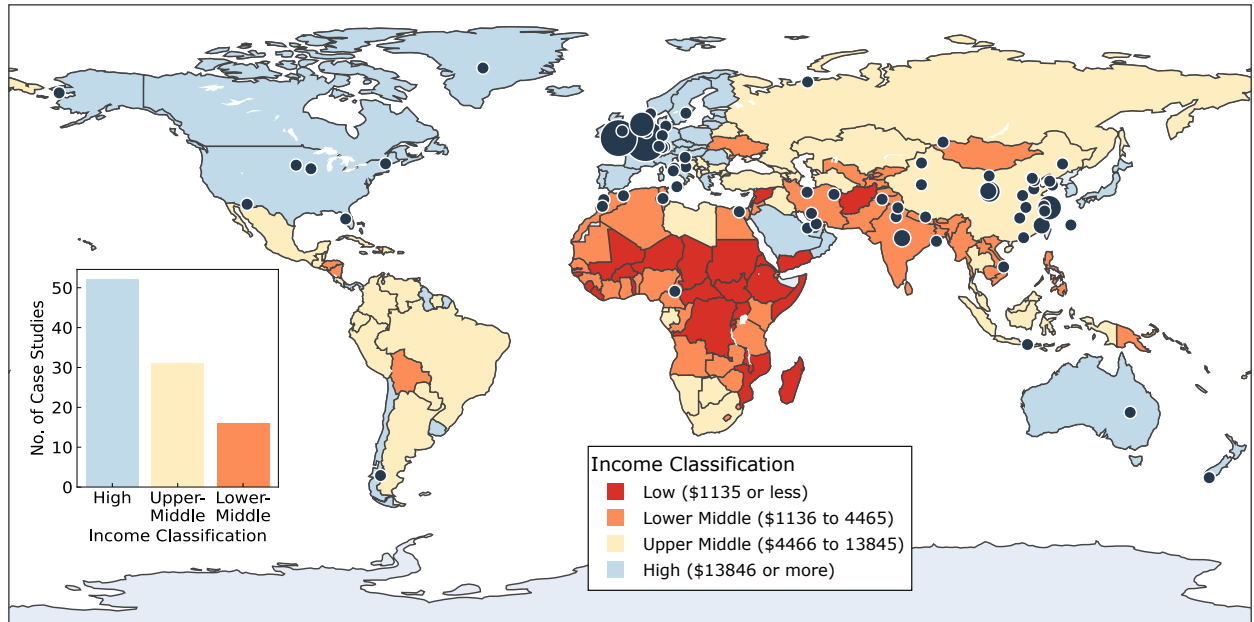 50
40
30
20
10
0
No. of Case Studies
High
Upper-
Middle
Lower-
Middle
Income Classification
Income Classification
Low ($1135 or less)
Lower Middle ($1136 to 4465)
Upper Middle ($4466 to 13845)
High ($13846 or more)